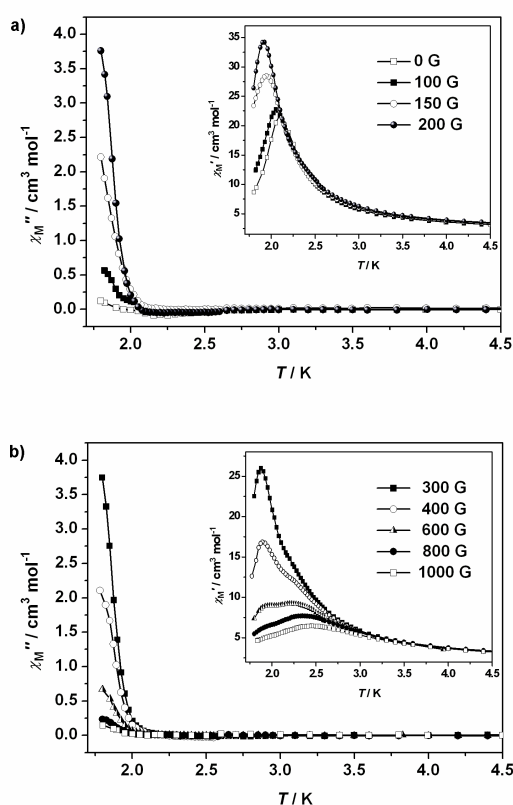 a)
χM'' / cm3 mol-1
4.0
3.5
3.0
2.5
2.0
1.5
1.0
0.5
0.0
2.0 2.5 3.0 3.5 4.0 4.5
T / K
χM' / cm3 mol-1
35
30
25
20
15
10
5
2.0 2.5 3.0 3.5 4.0 4.5
T / K
0 G
100 G
150 G
200 G
b)
χM'' / cm3 mol-1
4.0
3.5
3.0
2.5
2.0
1.5
1.0
0.5
0.0
2.0 2.5 3.0 3.5 4.0 4.5
T / K
χM' / cm3 mol-1
25
20
15
10
5
2.0 2.5 3.0 3.5 4.0 4.5
T / K
300 G
400 G
600 G
800 G
1000 G